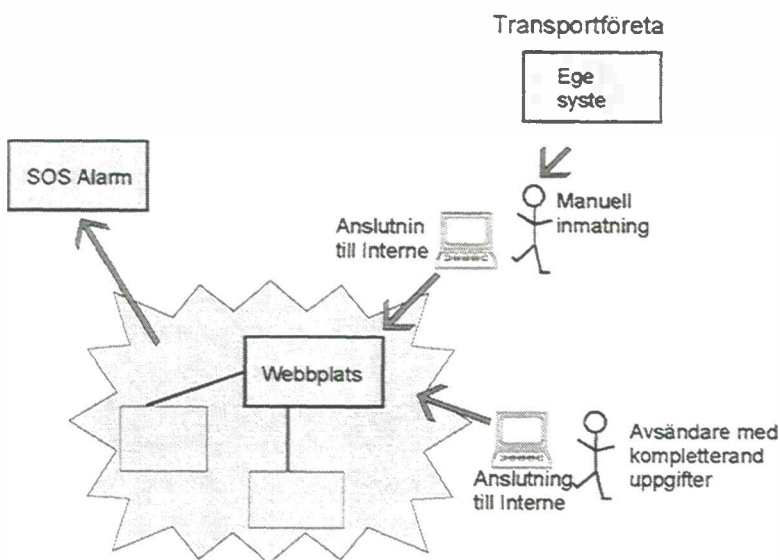 Transportföreta
Ege
syste
SOS Alarm
Manuell
inmatning
Anslutnin
till Interne
Webbplats
Avsändare med
kompletterand
uppgifter
Anslutning
till Interne